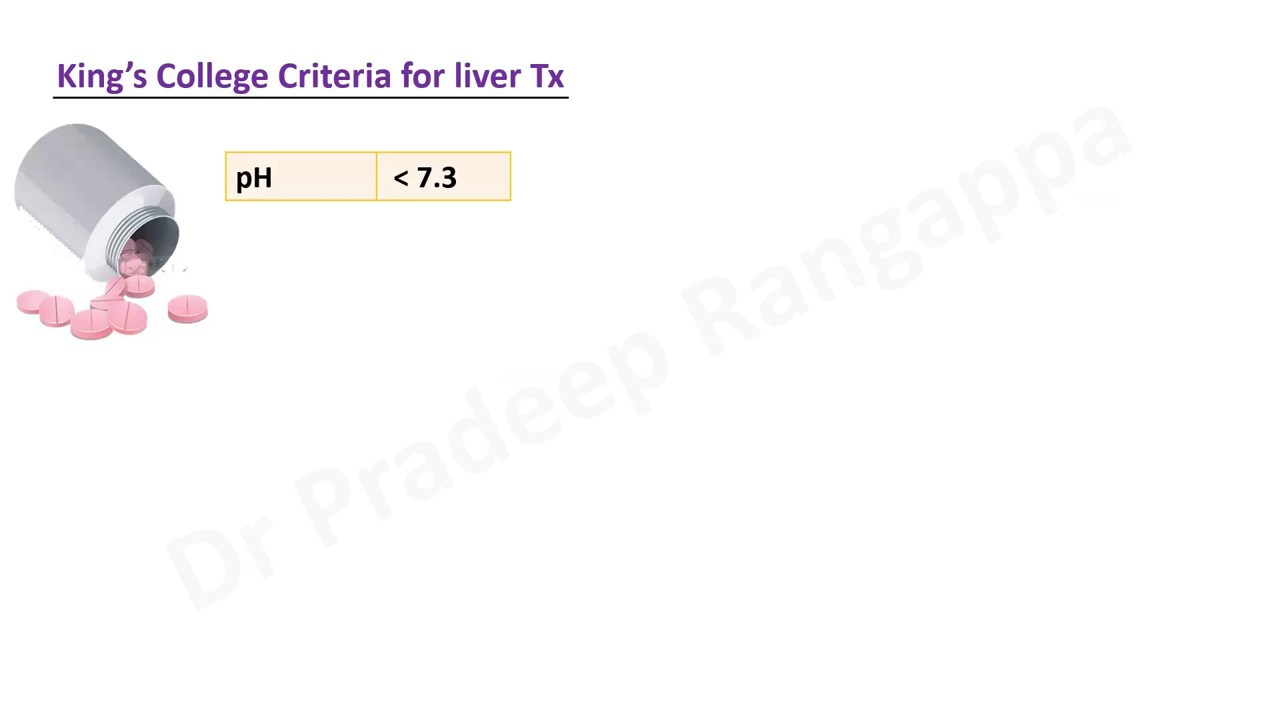 King’s College Criteria for liver Tx
pH < 7.3
Dr Pradeep Rangappa